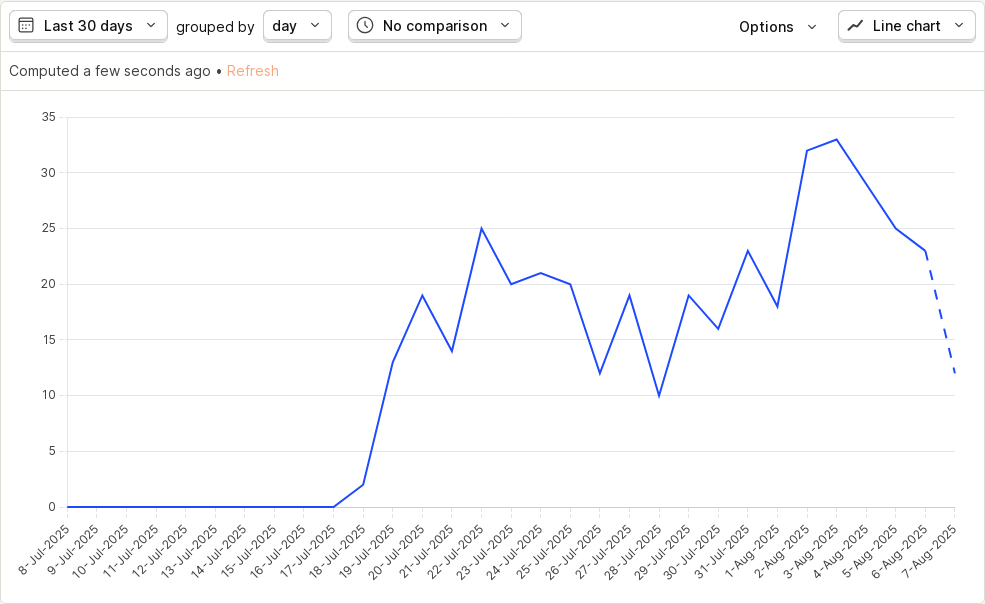 Last 30 days grouped by day No comparison Options Line chart
Computed a few seconds ago • Refresh
35
30
25
20
15
10
5
0
8-Jul-2025
9-Jul-2025
10-Jul-2025
11-Jul-2025
12-Jul-2025
13-Jul-2025
14-Jul-2025
15-Jul-2025
16-Jul-2025
17-Jul-2025
18-Jul-2025
19-Jul-2025
20-Jul-2025
21-Jul-2025
22-Jul-2025
23-Jul-2025
24-Jul-2025
25-Jul-2025
26-Jul-2025
27-Jul-2025
28-Jul-2025
29-Jul-2025
30-Jul-2025
31-Jul-2025
1-Aug-2025
2-Aug-2025
3-Aug-2025
4-Aug-2025
5-Aug-2025
6-Aug-2025
7-Aug-2025